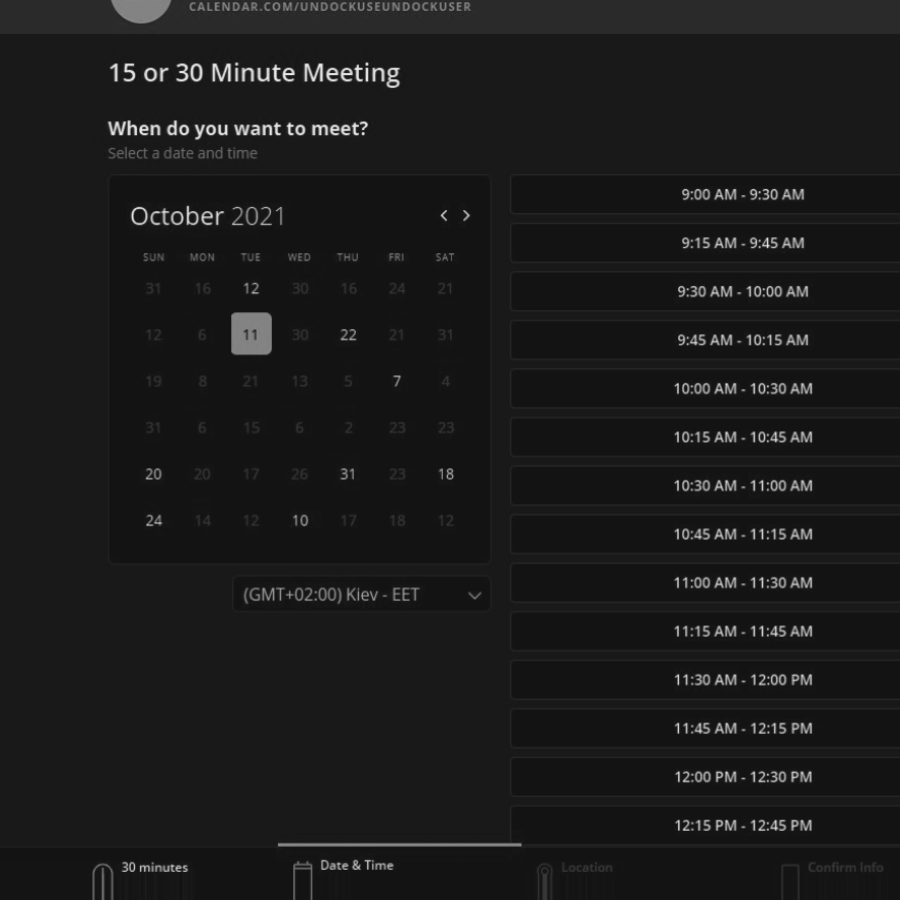 CALENDAR.COM/UNDOCKUSEUNDOCKUSER
15 or 30 Minute Meeting
When do you want to meet?
Select a date and time
October 2021
SUN MON TUE WED THU FRI SAT
31 16 12 30 16 24 21
12 6 11 30 22 21 31
19 8 21 13 5 7 4
31 6 15 6 2 23 23
20 20 17 26 31 23 18
24 14 12 10 17 18 12
(GMT+02:00) Kiev - EET
9:00 AM - 9:30 AM
9:15 AM - 9:45 AM
9:30 AM - 10:00 AM
9:45 AM - 10:15 AM
10:00 AM - 10:30 AM
10:15 AM - 10:45 AM
10:30 AM - 11:00 AM
10:45 AM - 11:15 AM
11:00 AM - 11:30 AM
11:15 AM - 11:45 AM
11:30 AM - 12:00 PM
11:45 AM - 12:15 PM
12:00 PM - 12:30 PM
12:15 PM - 12:45 PM
30 minutes
Date & Time
Location
Confirm Info